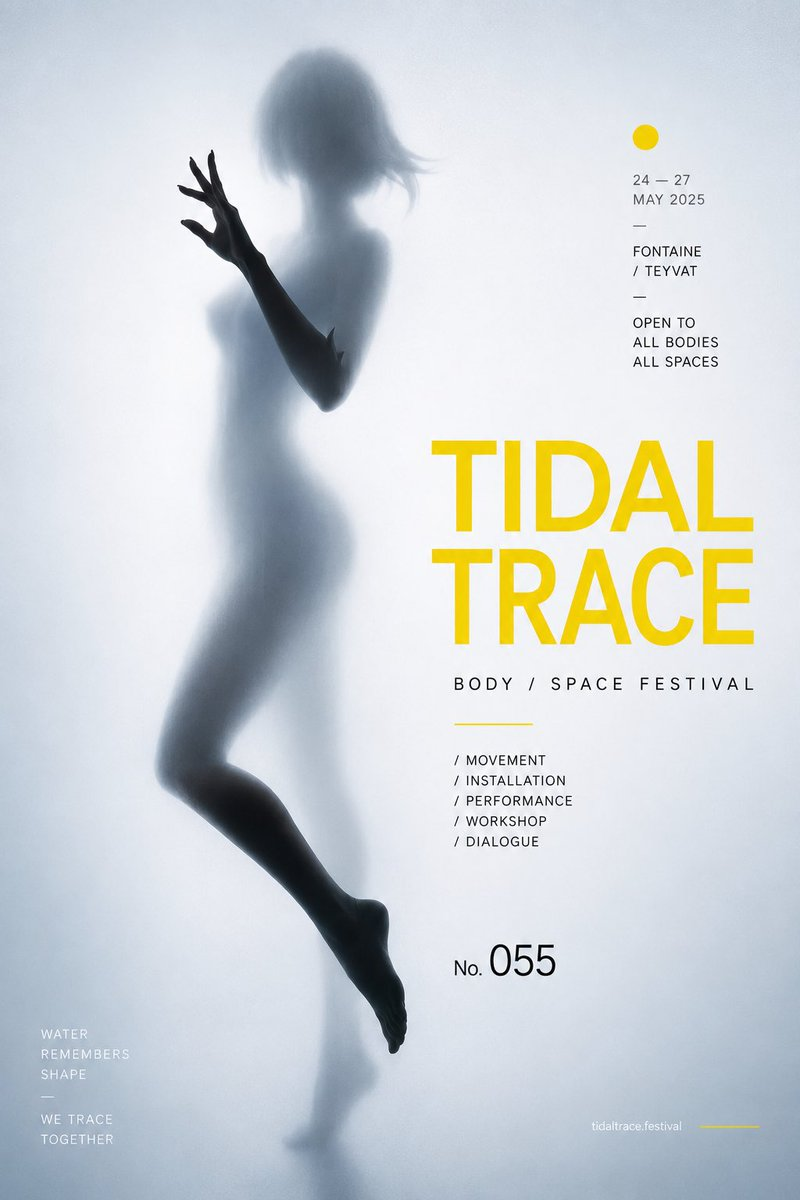 24 — 27
MAY 2025
—
FONTAINE
/ TEYVAT
—
OPEN TO
ALL BODIES
ALL SPACES
TIDAL
TRACE
BODY / SPACE FESTIVAL
/ MOVEMENT
/ INSTALLATION
/ PERFORMANCE
/ WORKSHOP
/ DIALOGUE
No. 055
WATER
REMEMBERS
SHAPE
—
WE TRACE
TOGETHER
tidaltrace.festival